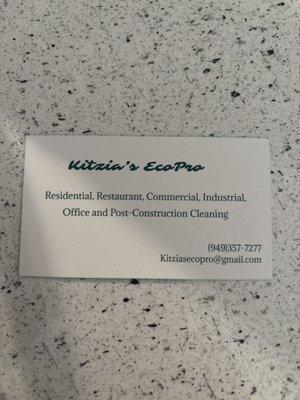 Kitzia's EcoPro
Residential, Restaurant, Commercial, Industrial,
Office and Post-Construction Cleaning
(949)357-7277
Kitziasecopro@gmail.com